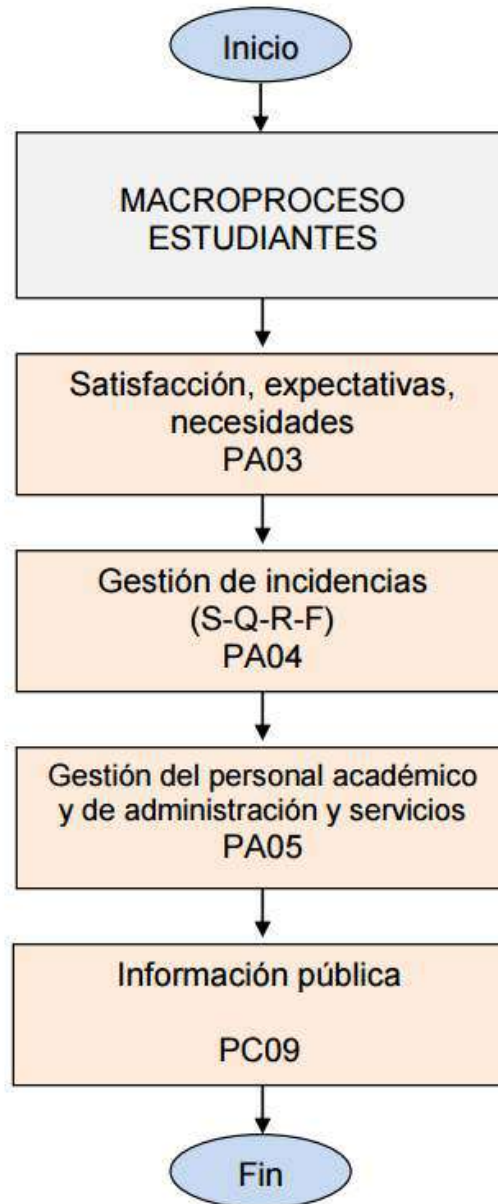 Inicio
MACROPROCESO
ESTUDIANTES
Satisfacción, expectativas,
necesidades
PA03
Gestión de incidencias
(S-Q-R-F)
PA04
Gestión del personal académico
y de administración y servicios
PA05
Información pública
PC09
Fin